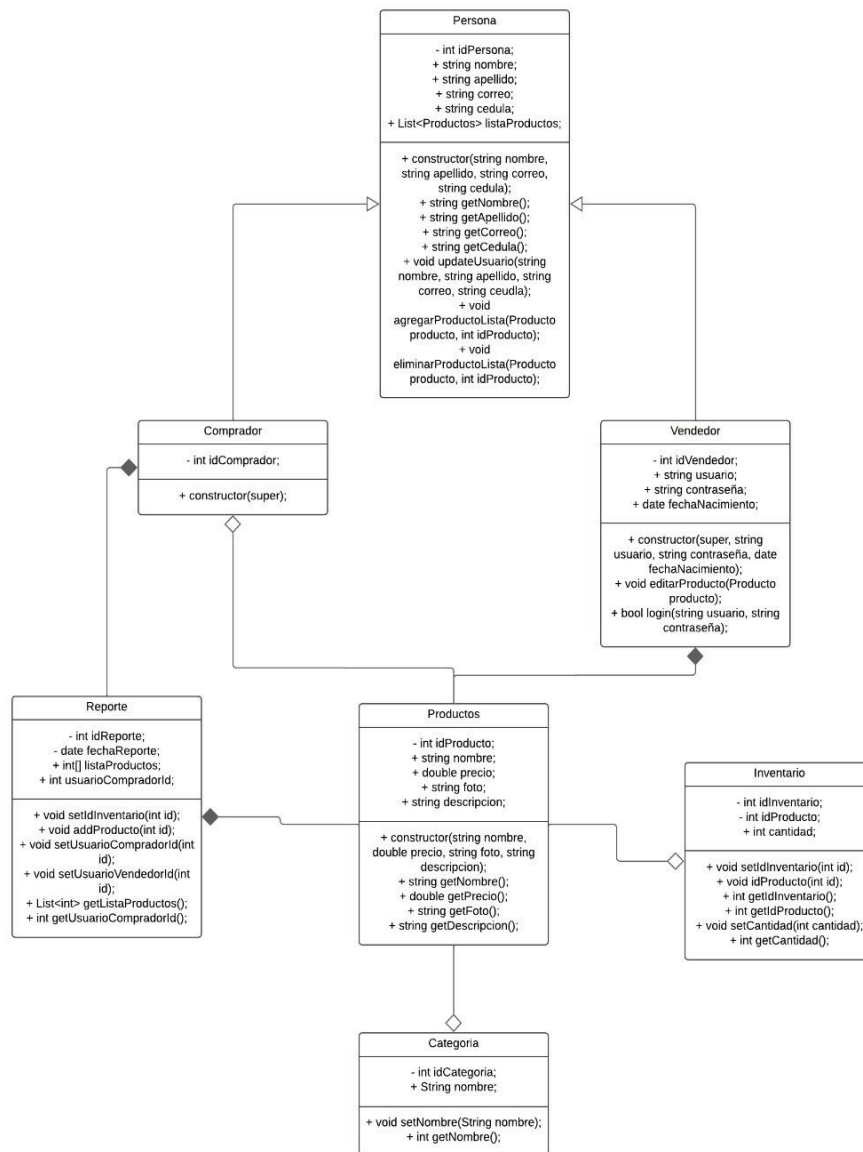 Persona
- int idPersona;
+ string nombre;
+ string apellido;
+ string correo;
+ string cedula;
+ List<Productos> listaProductos;
+ constructor(string nombre,
string apellido, string correo,
string cedula);
+ string getNombre();
+ string getApellido();
+ string getCorreo();
+ string getCedula();
+ void updateUsuario(string
nombre, string apellido, string
correo, string ceudla);
+ void
agregarProductoLista(Producto
producto, int idProducto);
+ void
eliminarProductoLista(Producto
producto, int idProducto);
Comprador
- int idComprador;
+ constructor(super);
Vendedor
- int idVendedor;
+ string usuario;
+ string contraseña;
+ date fechaNacimiento;
+ constructor(super, string
usuario, string contraseña, date
fechaNacimiento);
+ void editarProducto(Producto
producto);
+ bool login(string usuario, string
contraseña);
Reporte
- int idReporte;
- date fechaReporte;
+ int[] listaProductos;
+ int usuarioCompradorId;
+ void setIdInventario(int id);
+ void addProducto(int id);
+ void setUsuarioCompradorId(int
id);
+ void setUsuarioVendedorId(int
id);
+ List<int> getListaProductos();
+ int getUsuarioCompradorId();
Productos
- int idProducto;
+ string nombre;
+ double precio;
+ string foto;
+ string descripcion;
+ constructor(string nombre,
double precio, string foto, string
descripcion);
+ string getNombre();
+ double getPrecio();
+ string getFoto();
+ string getDescripcion();
Inventario
- int idInventario;
- int idProducto;
+ int cantidad;
+ void setIdInventario(int id);
+ void idProducto(int id);
+ int getIdInventario();
+ int getIdProducto();
+ void setCantidad(int cantidad);
+ int getCantidad();
Categoria
- int idCategoria;
+ String nombre;
+ void setNombre(String nombre);
+ int getNombre();